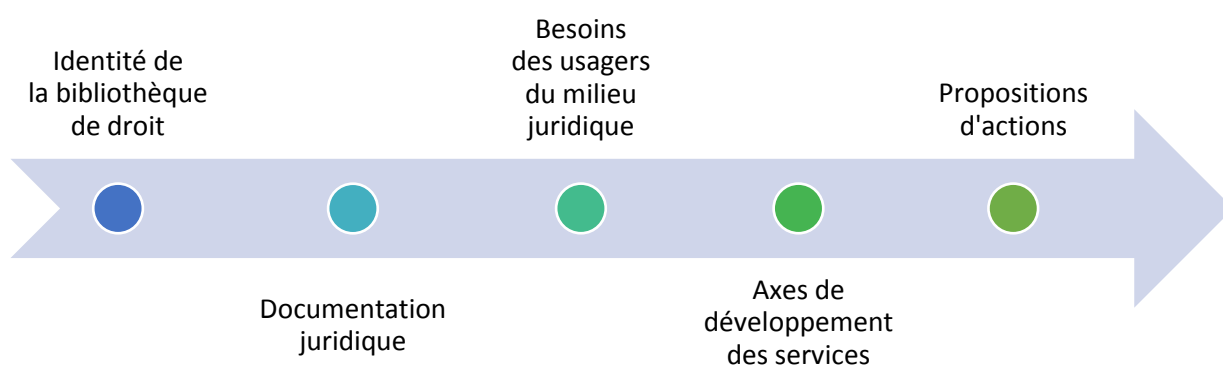 Identité de
la bibliothèque
de droit
Documentation
juridique
Besoins
des usagers
du milieu
juridique
Axes de
développement
des services
Propositions
d'actions